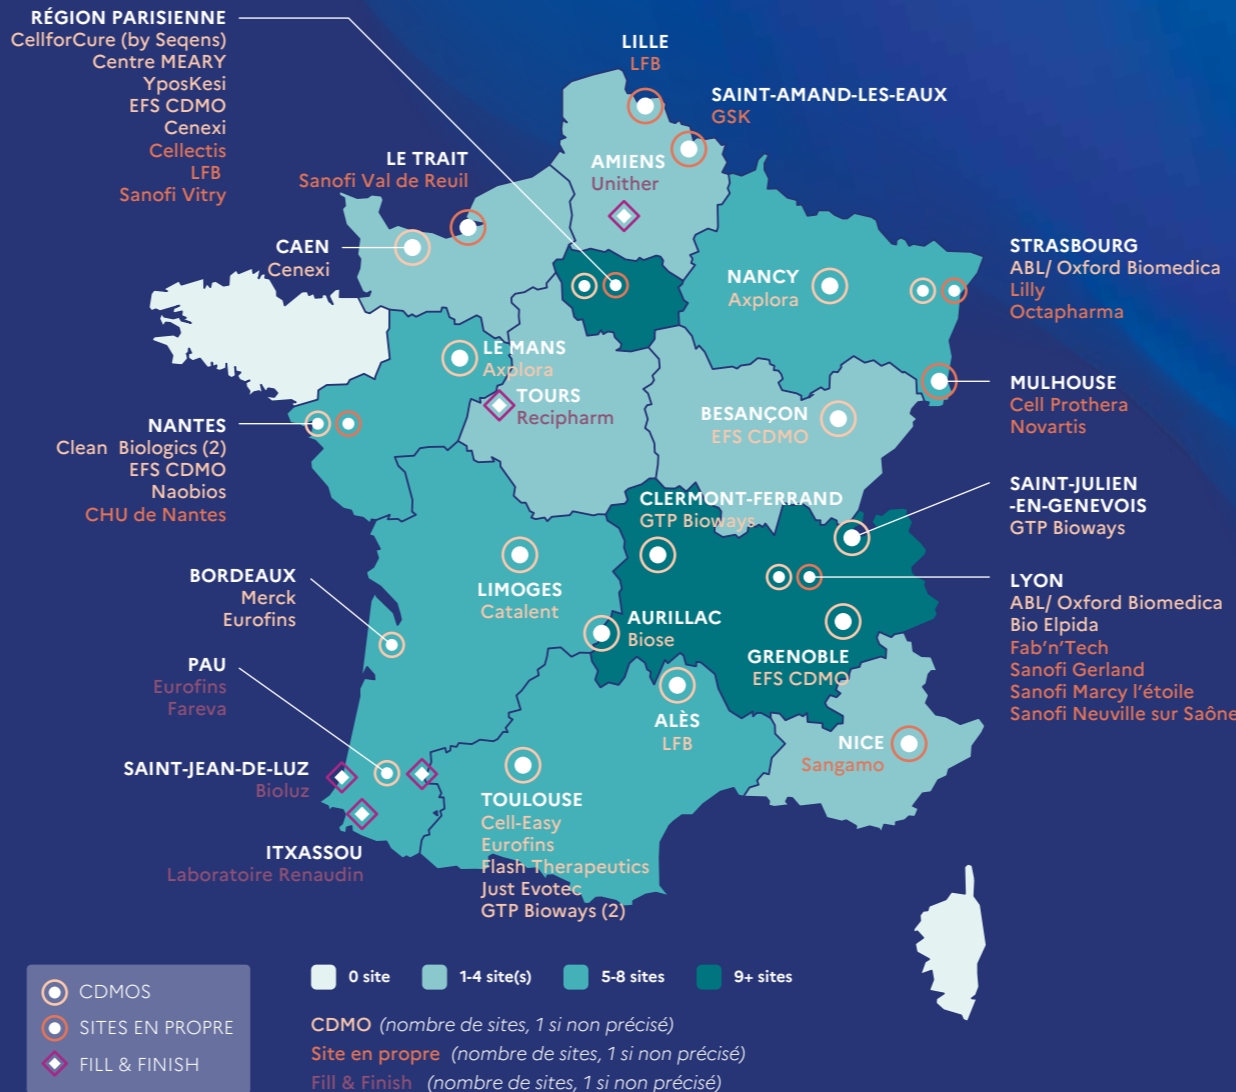 RÉGION PARISIENNE
CellforCure (by Seqens)
Centre MEARY
YposKesi
EFS CDMO
Cenexi
Cellectis
LFB
Sanofi Vitry
LILLE
LFB
SAINT-AMAND-LES-EAUX
GSK
LE TRAIT
Sanofi Val de Reuil
AMIENS
Unither
CAEN
Cenexi
NANCY
Axplora
STRASBOURG
ABL/ Oxford Biomedica
Lilly
Octapharma
LE MANS
Axplora
TOURS
Recipharm
BESANÇON
EFS CDMO
MULHOUSE
Cell Prothera
Novartis
NANTES
Clean Biologics (2)
EFS CDMO
Naobios
CHU de Nantes
CLERMONT-FERRAND
GTP Bioways
SAINT-JULIEN
-EN-GENEVOIS
GTP Bioways
BORDEAUX
Merck
Eurofins
LIMOGES
Catalent
AURILLAC
Biose
GRENOBLE
EFS CDMO
LYON
ABL/ Oxford Biomedica
Bio Elpida
Fab’n’Tech
Sanofi Gerland
Sanofi Marcy l’étoile
Sanofi Neuville sur Saône
PAU
Eurofins
Fareva
ALÈS
LFB
NICE
Sangamo
SAINT-JEAN-DE-LUZ
Bioluz
TOULOUSE
Cell-Easy
Eurofins
Flash Therapeutics
Just Evotec
GTP Bioways (2)
ITXASSOU
Laboratoire Renaudin
CDMOS
SITES EN PROPRE
FILL & FINISH
0 site
1-4 site(s)
5-8 sites
9+ sites
CDMO (nombre de sites, 1 si non précisé)
Site en propre (nombre de sites, 1 si non précisé)
Fill & Finish (nombre de sites, 1 si non précisé)